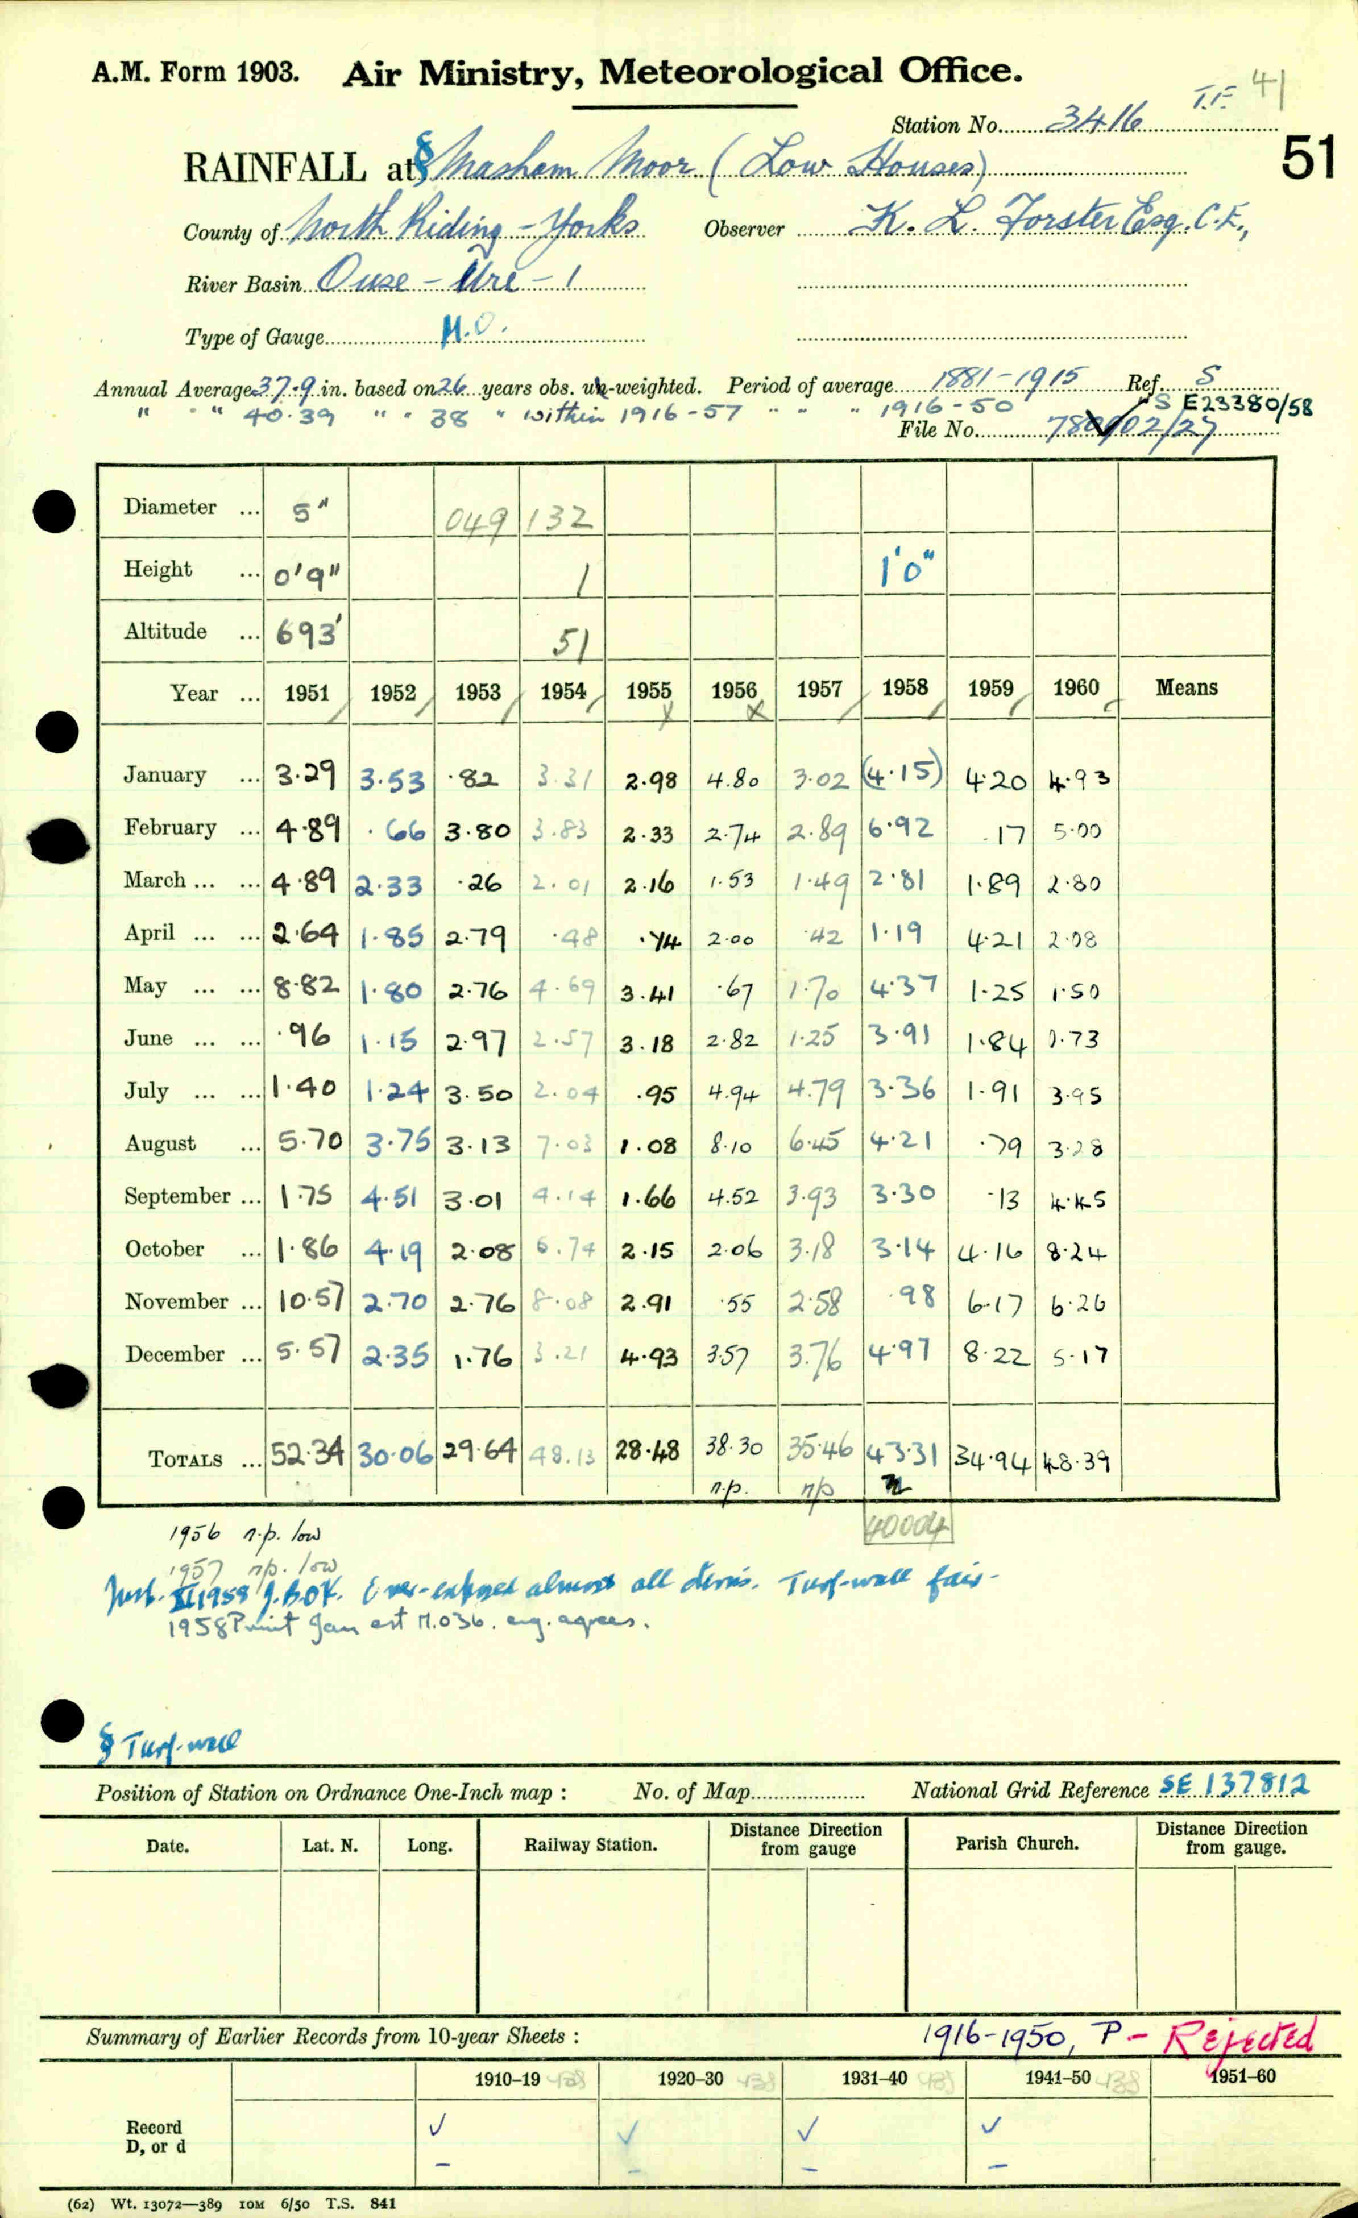 A.M. Form 1903. Air Ministry, Meteorological Office.
T.F. 41
Station No. 3416
51
RAINFALL at § Masham Moor (Low Houses)
County of North Riding - Yorks Observer K. L. Forster Esq. C.E.,
River Basin Ouse - Ure - 1
Type of Gauge M.O.
Annual Average 37.9 in. based on 26 years obs. un-weighted. Period of average 1881-1915 Ref. S
" " 40.39 " " 38 " within 1916-57 " " " 1916-50 "S E23380/58
File No. 780902/27
Diameter ... 5" 049 132
Height ... 0'9" 1 1'0"
Altitude ... 693' 51
Year ... 1951 1952 1953 1954 1955 1956 1957 1958 1959 1960 Means
January ... 3.29 3.53 .82 3.31 2.98 4.80 3.02 (4.15) 4.20 4.93
February ... 4.89 .66 3.80 3.83 2.33 2.74 2.89 6.92 .17 5.00
March ... ... 4.89 2.33 .26 2.01 2.16 1.53 1.49 2.81 1.89 2.80
April ... ... 2.64 1.85 2.79 .48 .74 2.00 .42 1.19 4.21 2.08
May ... ... 8.82 1.80 2.76 4.69 3.41 .67 1.70 4.37 1.25 1.50
June ... ... .96 1.15 2.97 2.57 3.18 2.82 1.25 3.91 1.84 0.73
July ... ... 1.40 1.24 3.50 2.04 .95 4.94 4.79 3.36 1.91 3.95
August ... 5.70 3.75 3.13 7.03 1.08 8.10 6.45 4.21 .79 3.28
September ... 1.75 4.51 3.01 4.14 1.66 4.52 3.93 3.30 .13 4.45
October ... 1.86 4.19 2.08 6.74 2.15 2.06 3.18 3.14 4.16 8.24
November ... 10.57 2.70 2.76 8.08 2.91 .55 2.58 .98 6.17 6.26
December ... 5.57 2.35 1.76 3.21 4.93 3.57 3.76 4.97 8.22 5.17
TOTALS ... 52.34 30.06 29.64 48.13 28.48 38.30 35.46 43.31 34.94 48.39
n.p. n/p
40004
1956 n.p. low
1957 n/p. low
Inst. XI 1958 J.B.O.K. Over-exposed almost all dirns. Turf-wall fair-
1958 Print Jan est M.O36. eng. agrees.
§ Turf-wall
Position of Station on Ordnance One-Inch map : No. of Map National Grid Reference SE 137812
Date. Lat. N. Long. Railway Station. Distance Direction from gauge Parish Church. Distance Direction from gauge.
Summary of Earlier Records from 10-year Sheets : 1916-1950, P - Rejected
1910-19 1920-30 1931-40 1941-50 1951-60
Record
D, or d
(62) Wt. 13072—389 10M 6/50 T.S. 841